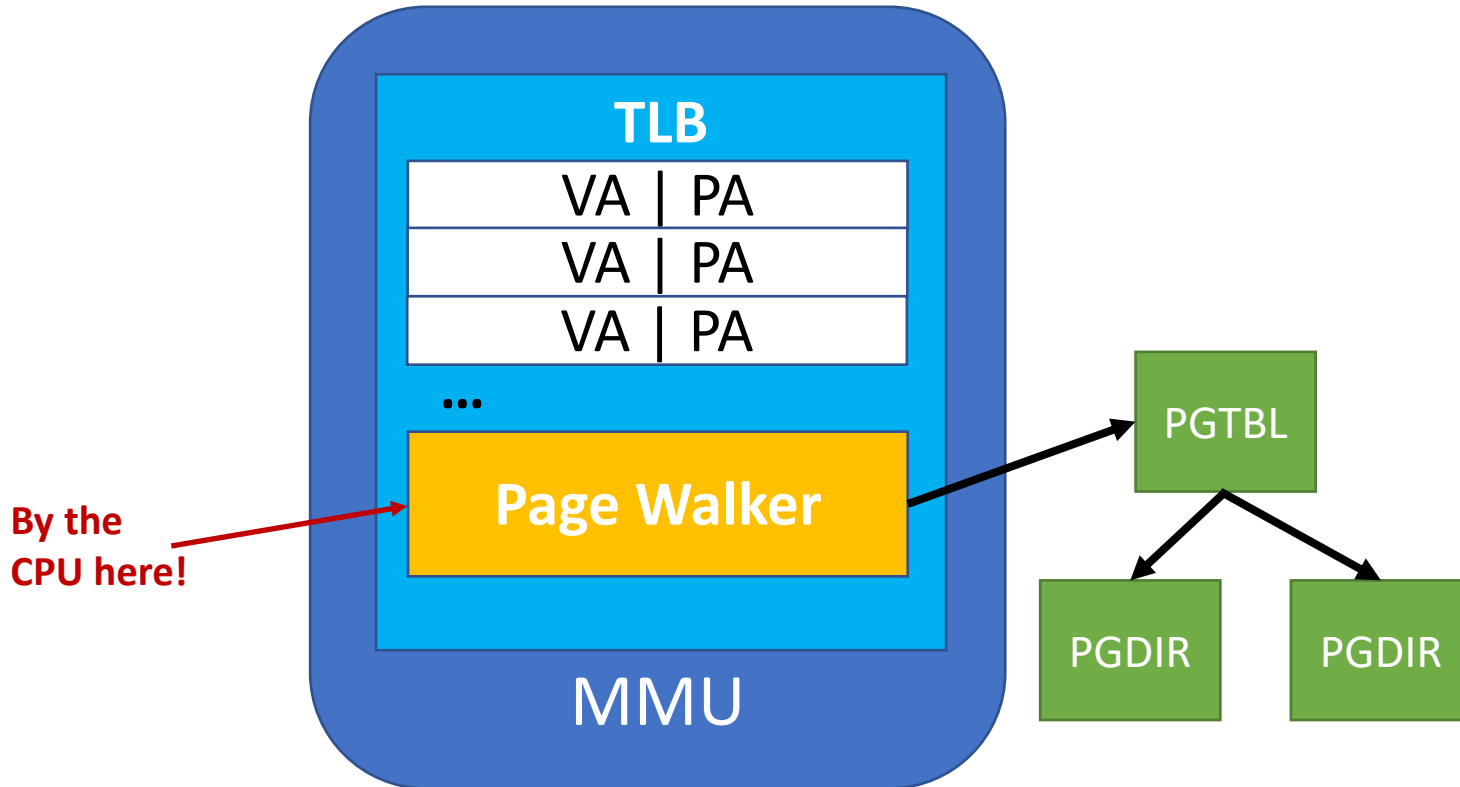 TLB
VA | PA
VA | PA
VA | PA
...
Page Walker
By the
CPU here!
MMU
PGTBL
PGDIR
PGDIR